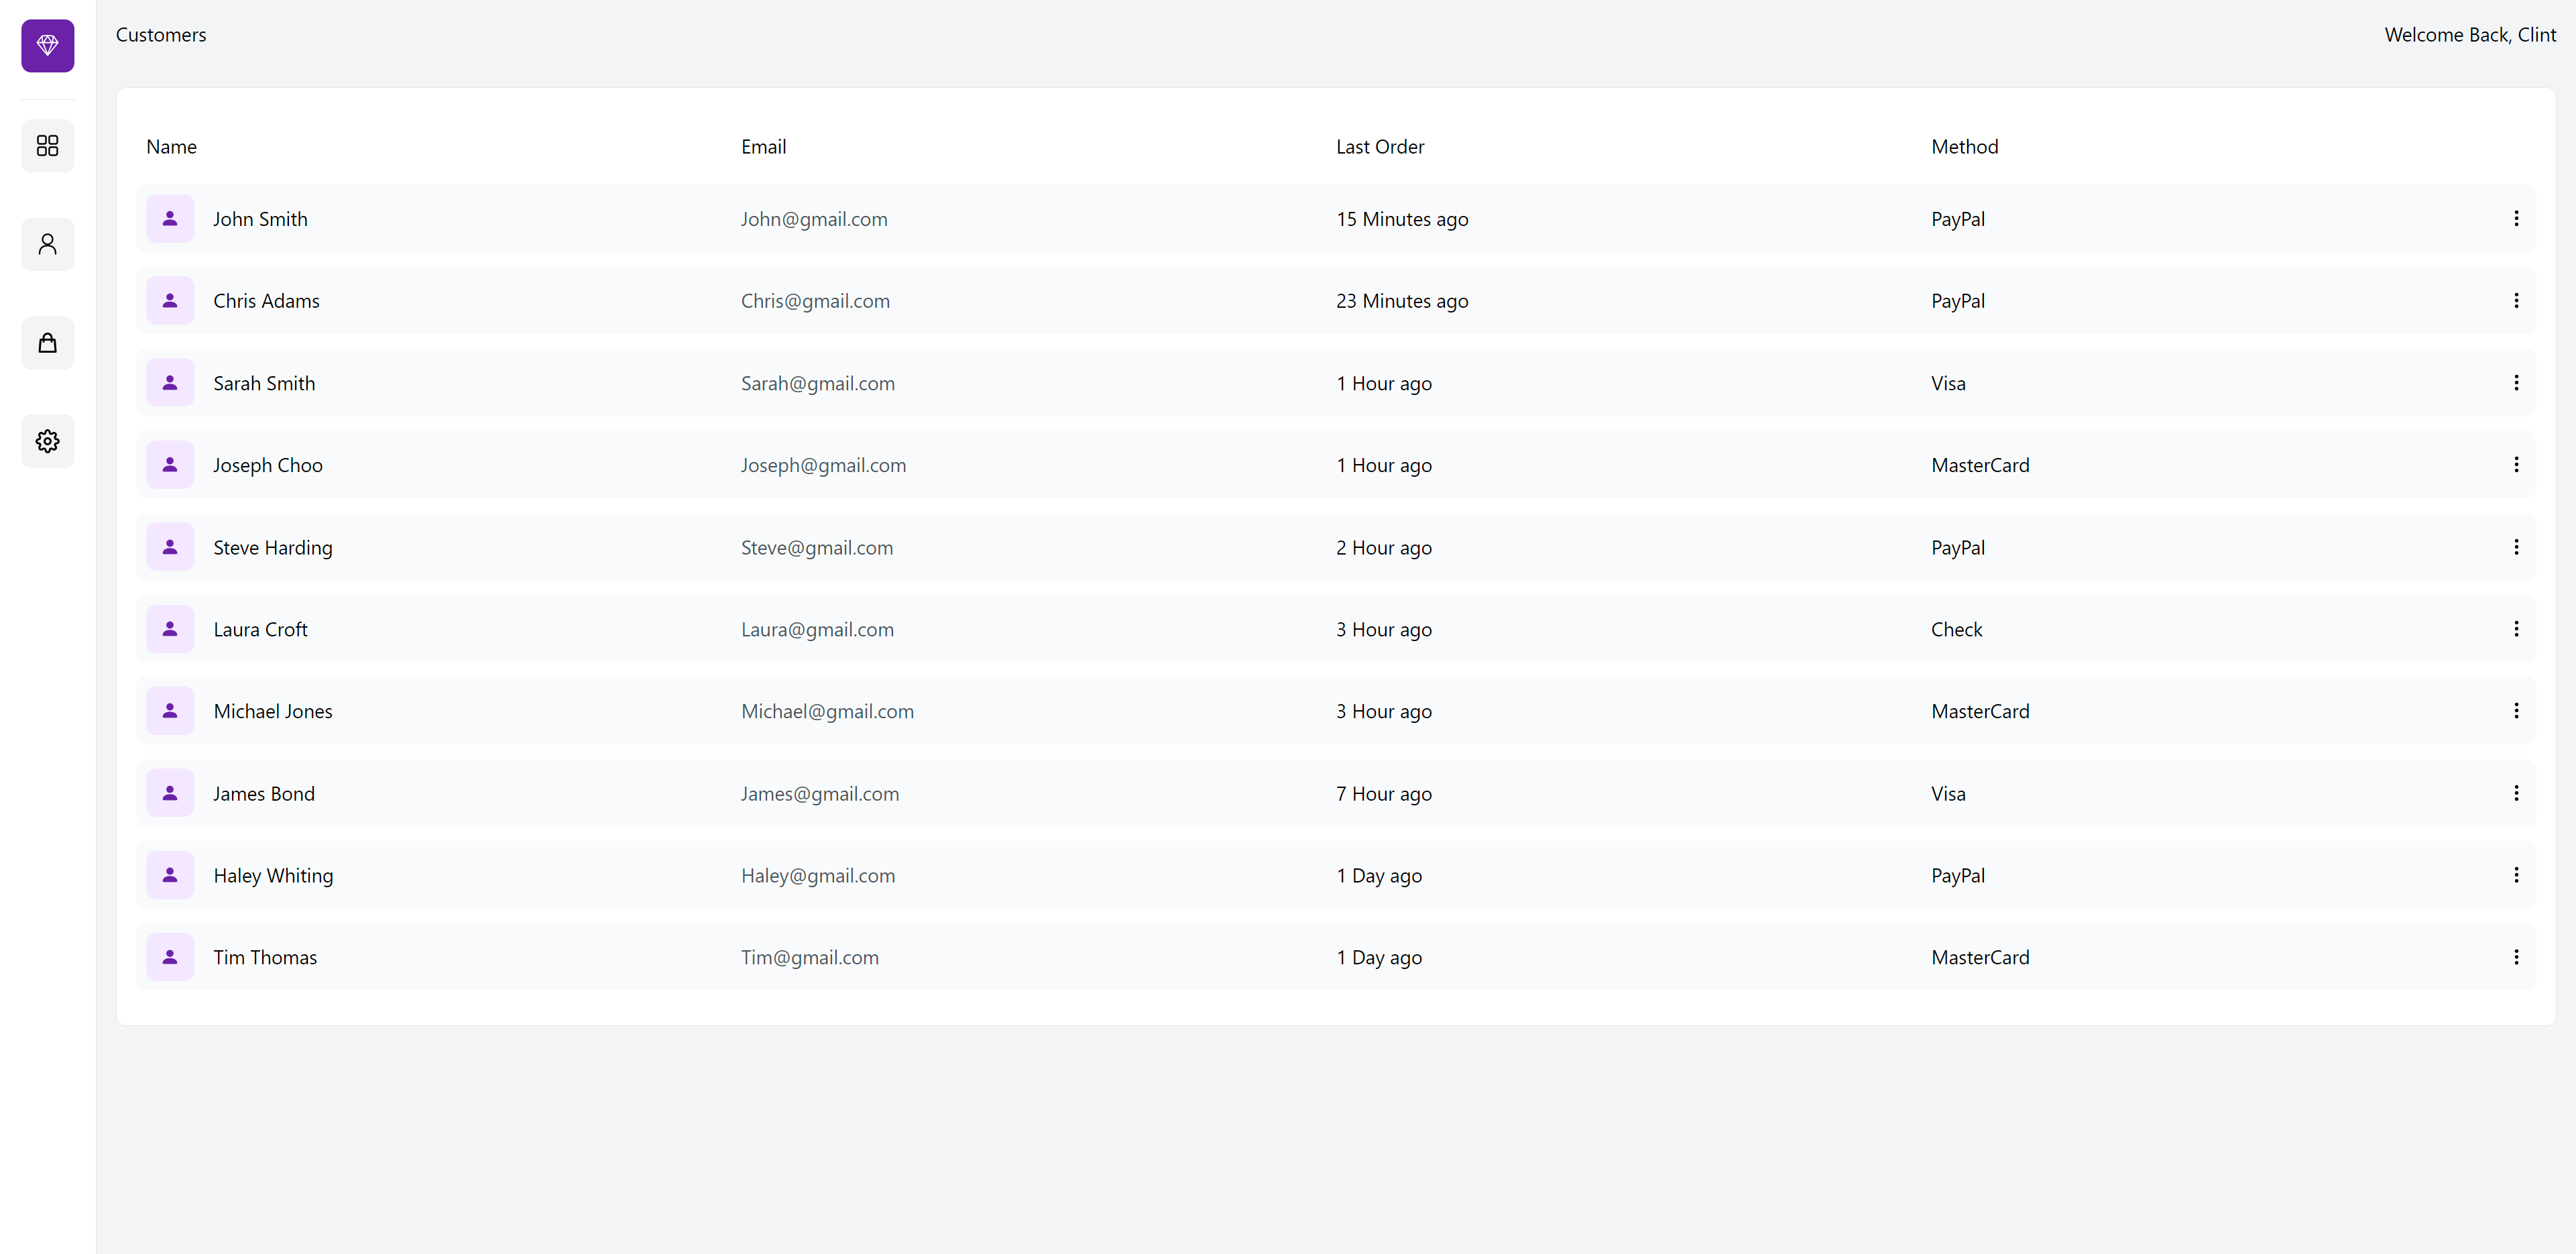 Customers Welcome Back, Clint
Name Email Last Order Method
John Smith John@gmail.com 15 Minutes ago PayPal
Chris Adams Chris@gmail.com 23 Minutes ago PayPal
Sarah Smith Sarah@gmail.com 1 Hour ago Visa
Joseph Choo Joseph@gmail.com 1 Hour ago MasterCard
Steve Harding Steve@gmail.com 2 Hour ago PayPal
Laura Croft Laura@gmail.com 3 Hour ago Check
Michael Jones Michael@gmail.com 3 Hour ago MasterCard
James Bond James@gmail.com 7 Hour ago Visa
Haley Whiting Haley@gmail.com 1 Day ago PayPal
Tim Thomas Tim@gmail.com 1 Day ago MasterCard